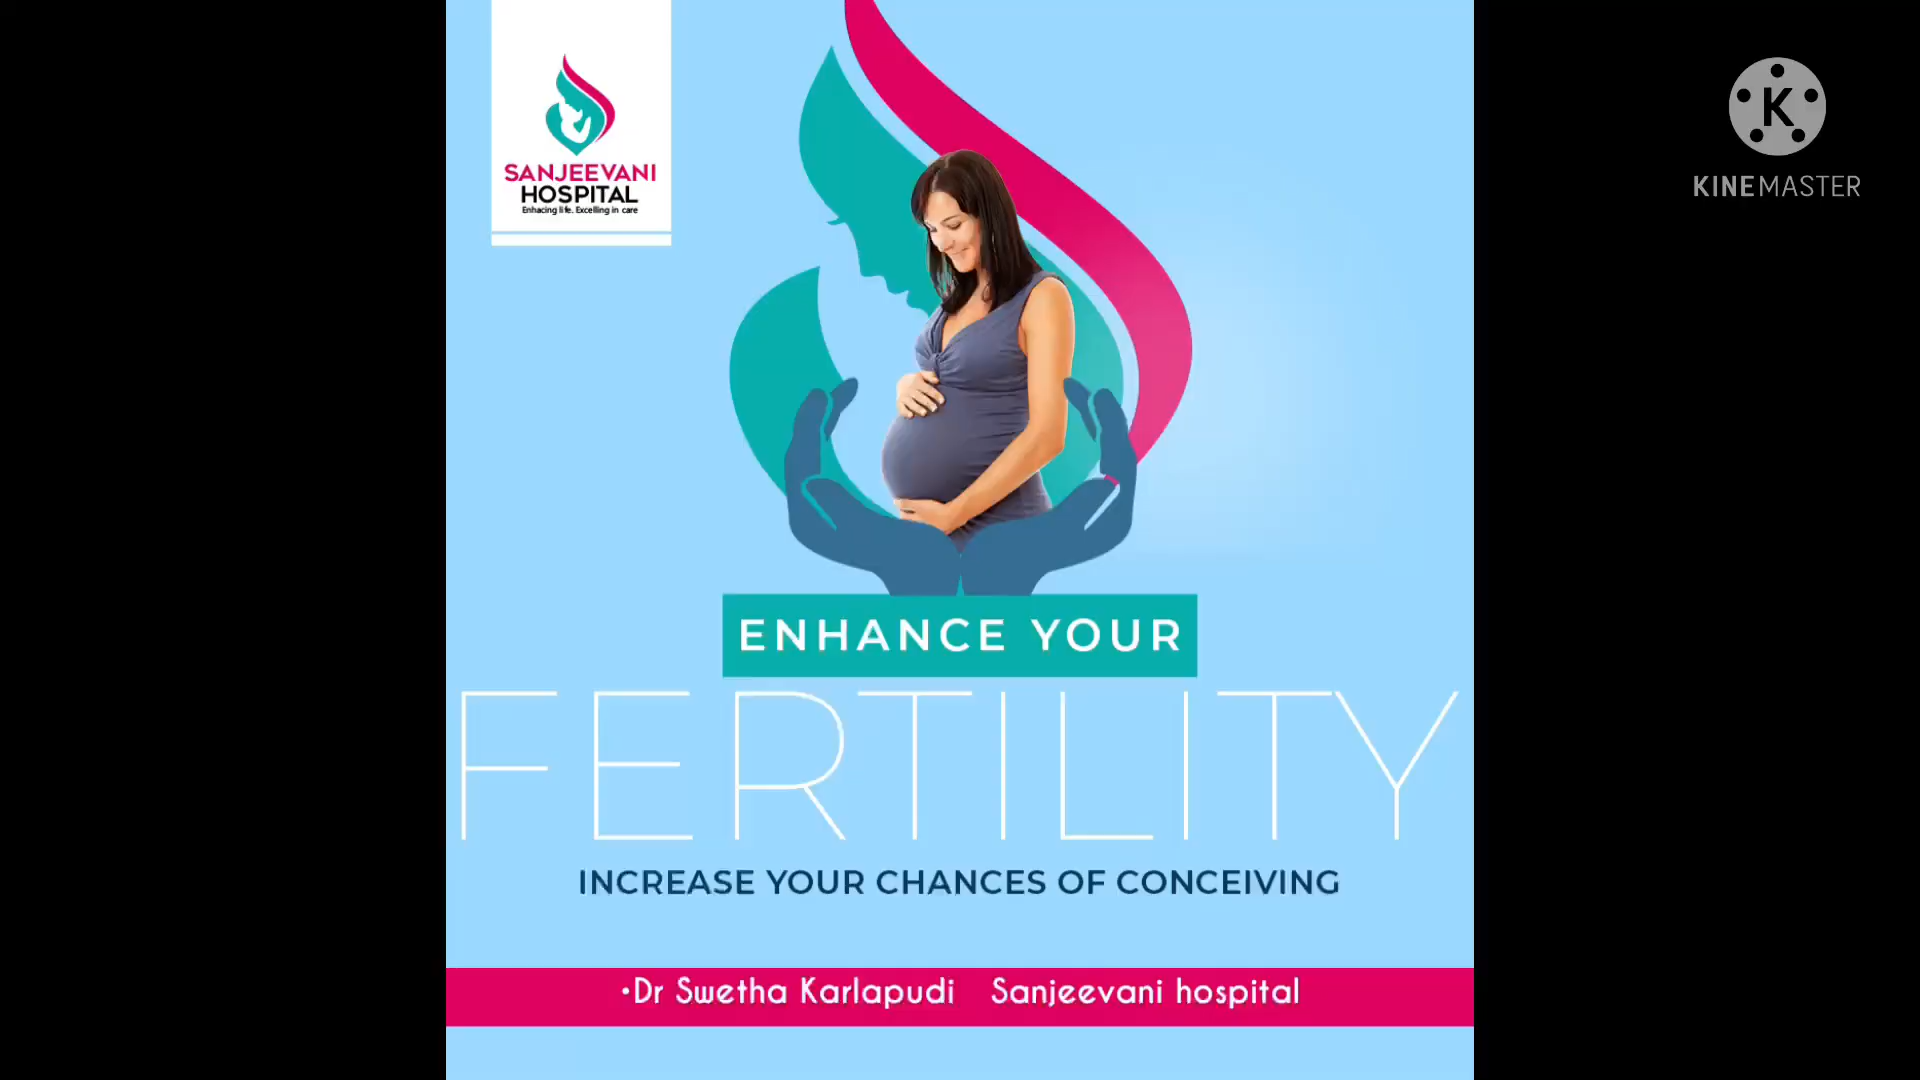 SANJEEVANI
HOSPITAL
Enhacing life. Excelling in care
K
KINEMASTER
ENHANCE YOUR
FERTILITY
INCREASE YOUR CHANCES OF CONCEIVING
•Dr Swetha Karlapudi Sanjeevani hospital